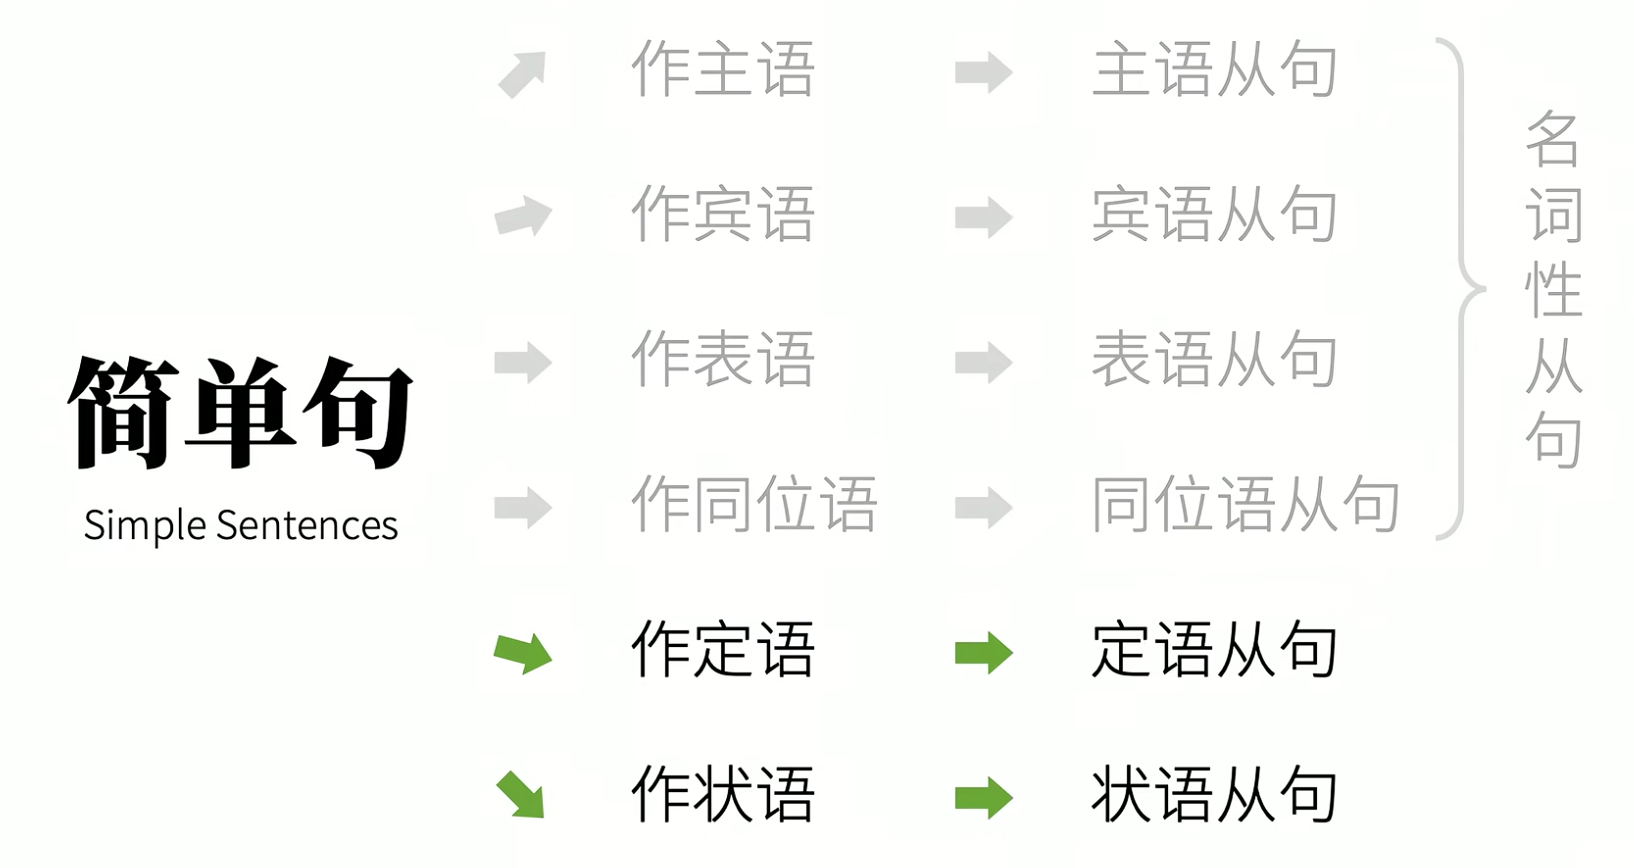 作主语
主语从句
作宾语
宾语从句
作表语
表语从句
作同位语
同位语从句
名词性从句
简单句
Simple Sentences
作定语
定语从句
作状语
状语从句